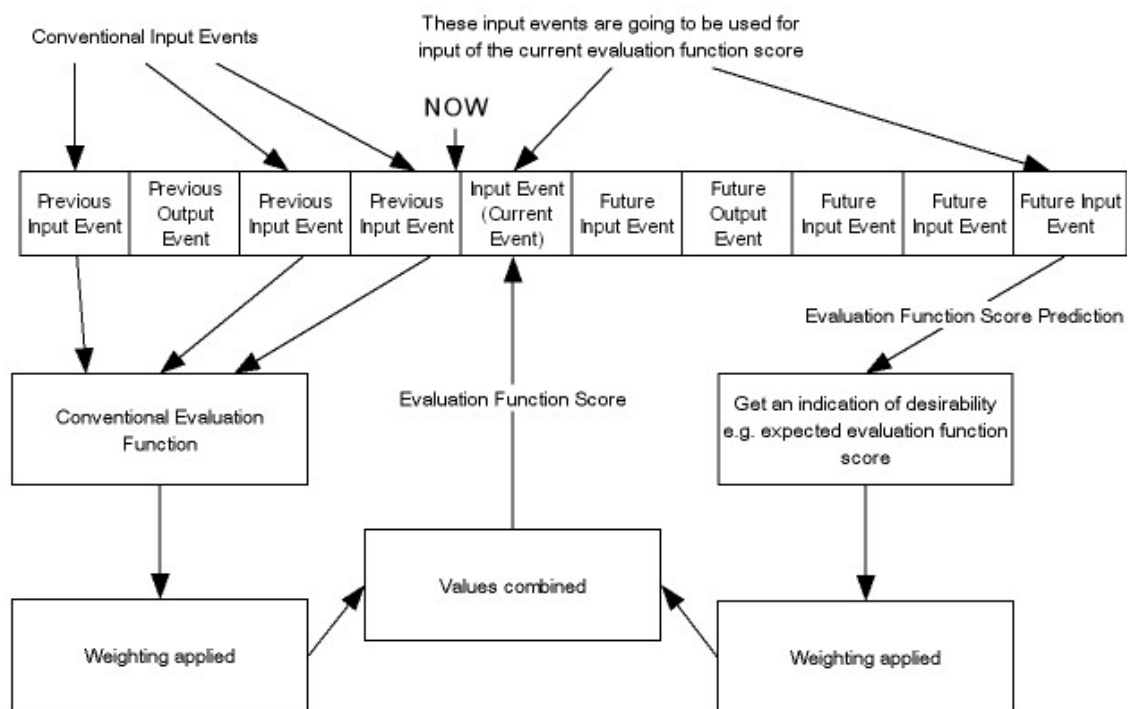 Conventional Input Events
These input events are going to be used for
input of the current evaluation function score
NOW
Previous
Input Event
Previous
Output
Event
Previous
Input Event
Previous
Input Event
Input Event
(Current
Event)
Future
Input Event
Future
Output
Event
Future
Input Event
Future
Input Event
Future Input
Event
Evaluation Function Score Prediction
Conventional Evaluation
Function
Evaluation Function Score
Get an indication of desirability
e.g. expected evaluation function
score
Values combined
Weighting applied
Weighting applied